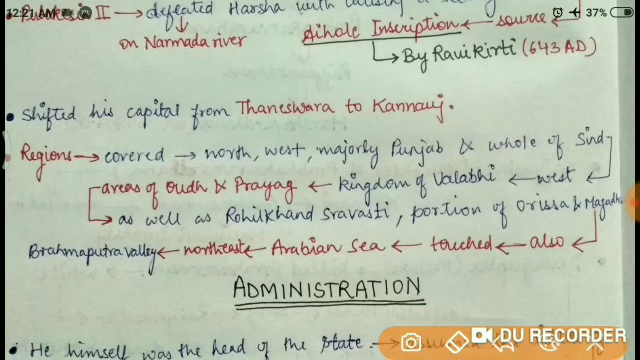 12:21 AM 37%
II → defeated Harsha with
on Narmada river
Aihole Inscription ← source
By Ravikirti (643 AD)
• Shifted his capital from Thaneswara to Kannauj.
• Regions → covered → north, west, majorly Punjab & whole of Sind
areas of Oudh & Prayag ← kingdom of Valabhi ← west
as well as Rohilkhand Sravasti, portion of Orissa & Magadh
Brahmaputra valley ← northeast ← Arabian Sea ← touched ← also
ADMINISTRATION
• He himself was the head of the state →
DU RECORDER